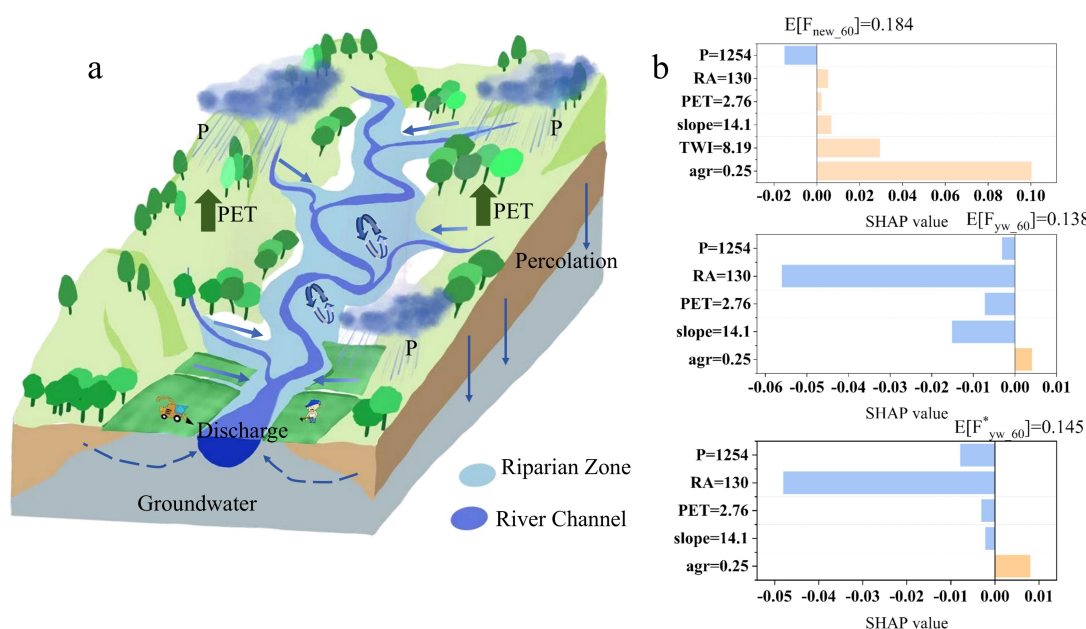 a
P
P
PET
PET
Percolation
P
Discharge
Groundwater
Riparian Zone
River Channel
b
E[F_new_60]=0.184
P=1254
RA=130
PET=2.76
slope=14.1
TWI=8.19
agr=0.25
-0.02 0.00 0.02 0.04 0.06 0.08 0.10
SHAP value
E[F_yw_60]=0.138
P=1254
RA=130
PET=2.76
slope=14.1
agr=0.25
-0.06 -0.05 -0.04 -0.03 -0.02 -0.01 0.00 0.01
SHAP value
E[F*_yw_60]=0.145
P=1254
RA=130
PET=2.76
slope=14.1
agr=0.25
-0.05 -0.04 -0.03 -0.02 -0.01 0.00 0.01
SHAP value